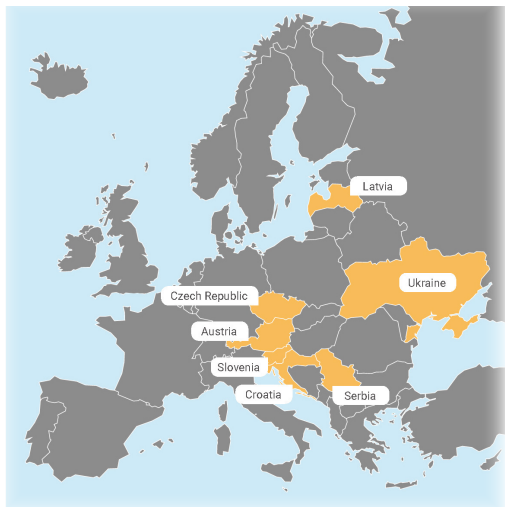 Latvia
Ukraine
Czech Republic
Austria
Slovenia
Croatia
Serbia